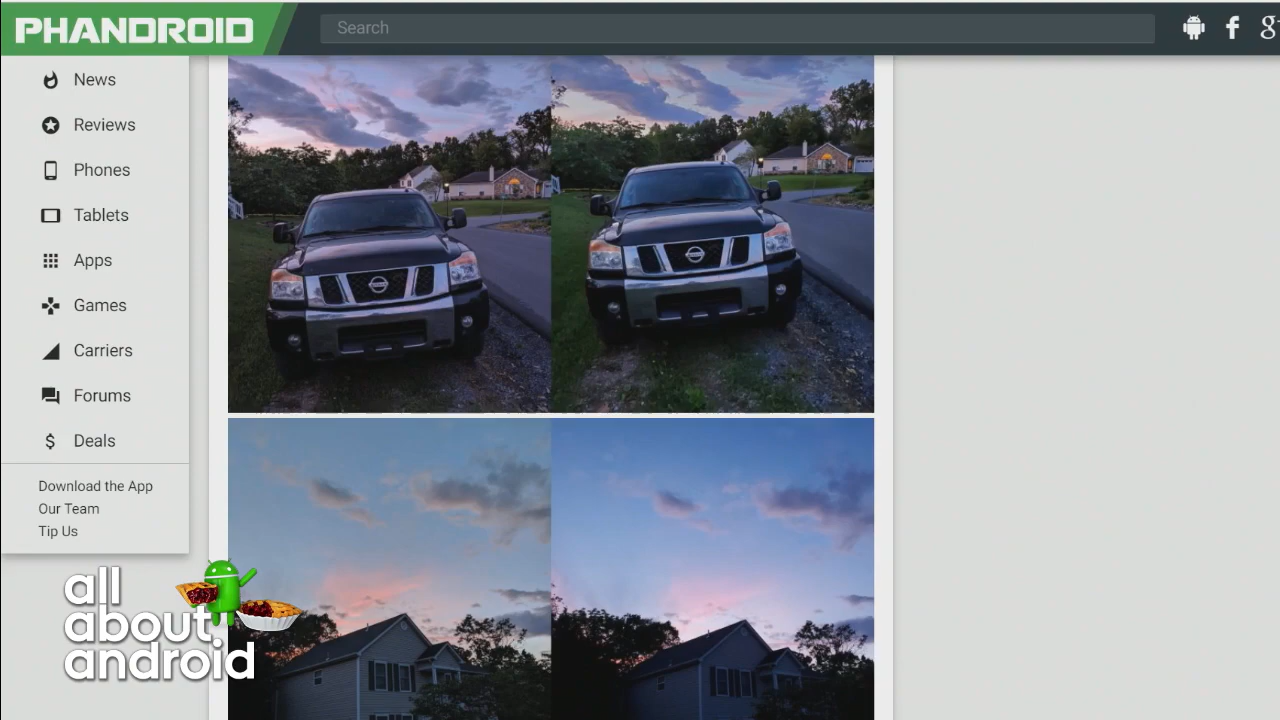 PHANDROID
Search
News
Reviews
Phones
Tablets
Apps
Games
Carriers
Forums
Deals
Download the App
Our Team
Tip Us
all
about
android